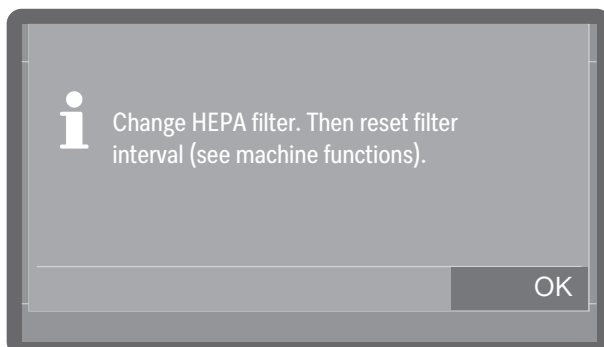 Change HEPA filter. Then reset filter
interval (see machine functions).
OK